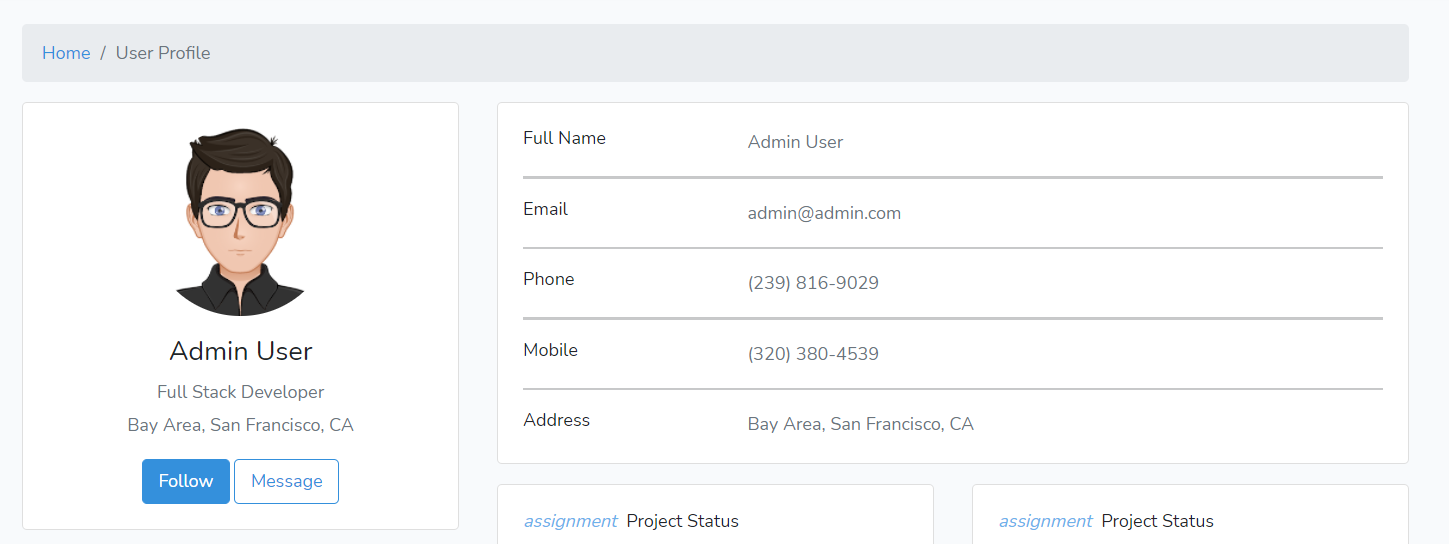 Home / User Profile
Admin User
Full Stack Developer
Bay Area, San Francisco, CA
Follow Message
Full Name Admin User
Email admin@admin.com
Phone (239) 816-9029
Mobile (320) 380-4539
Address Bay Area, San Francisco, CA
assignment Project Status
assignment Project Status